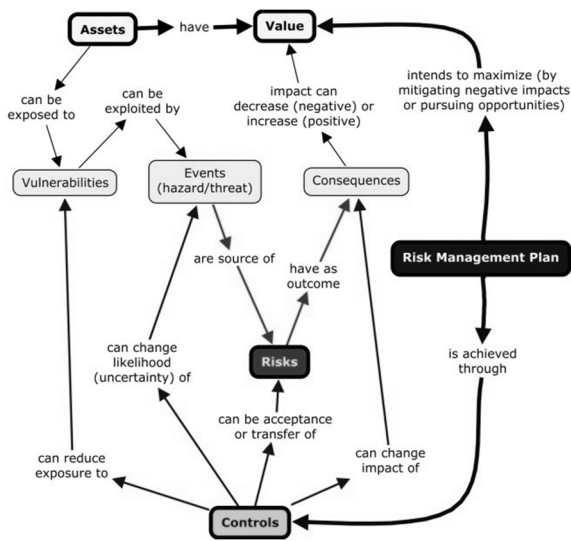 Assets
have
Value
can be
exposed to
can be
exploited by
impact can
decrease (negative) or
increase (positive)
intends to maximize (by
mitigating negative impacts
or pursuing opportunities)
Vulnerabilities
Events
(hazard/threat)
Consequences
are source of
have as
outcome
Risk Management Plan
can change
likelihood
(uncertainty) of
Risks
is achieved
through
can be acceptance
or transfer of
can reduce
exposure to
can change
impact of
Controls